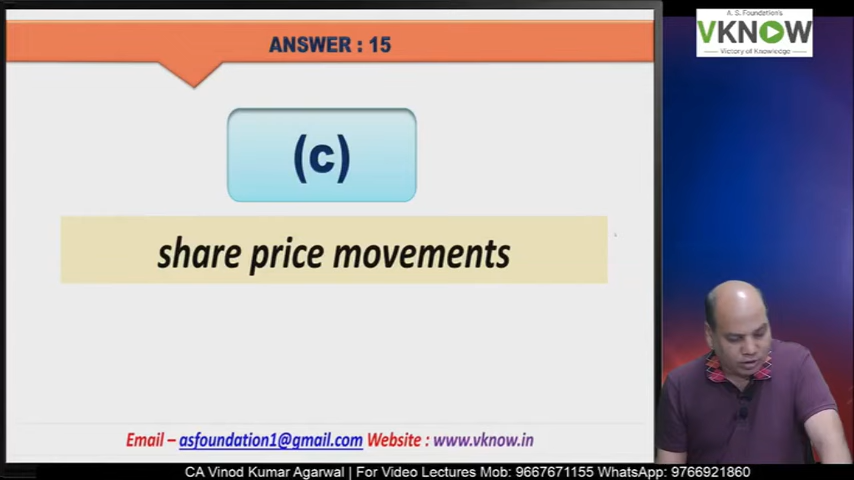 ANSWER : 15
A. S. Foundation's
VKNOW
Victory of Knowledge
(c)
share price movements
Email – asfoundation1@gmail.com Website : www.vknow.in
CA Vinod Kumar Agarwal | For Video Lectures Mob: 9667671155 WhatsApp: 9766921860